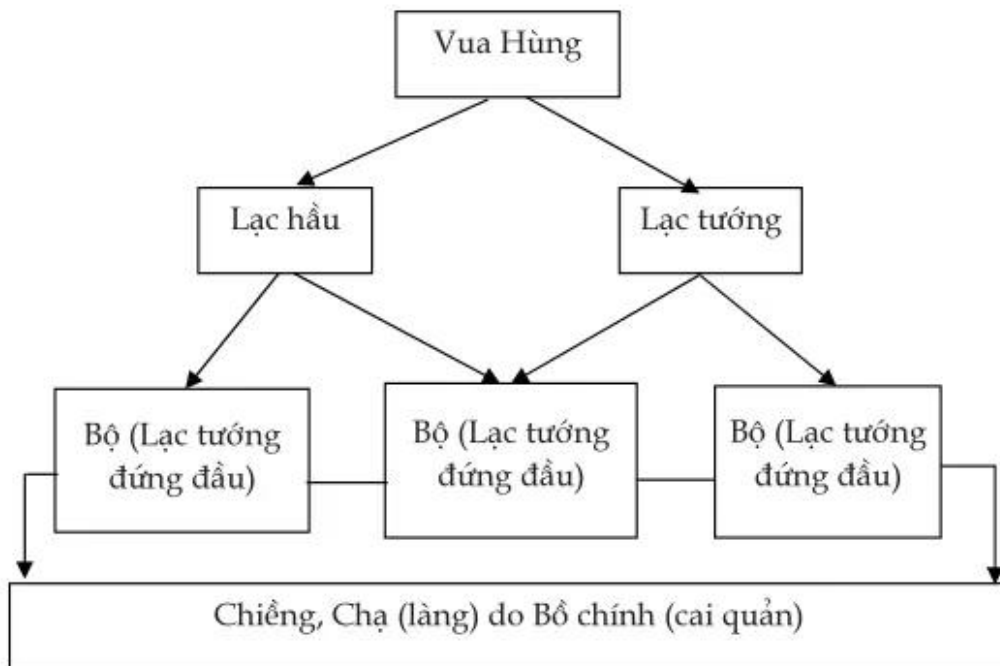 Vua Hùng
Lạc hầu
Lạc tướng
Bộ (Lạc tướng
đứng đầu)
Bộ (Lạc tướng
đứng đầu)
Bộ (Lạc tướng
đứng đầu)
Chiềng, Chạ (làng) do Bồ chính (cai quản)